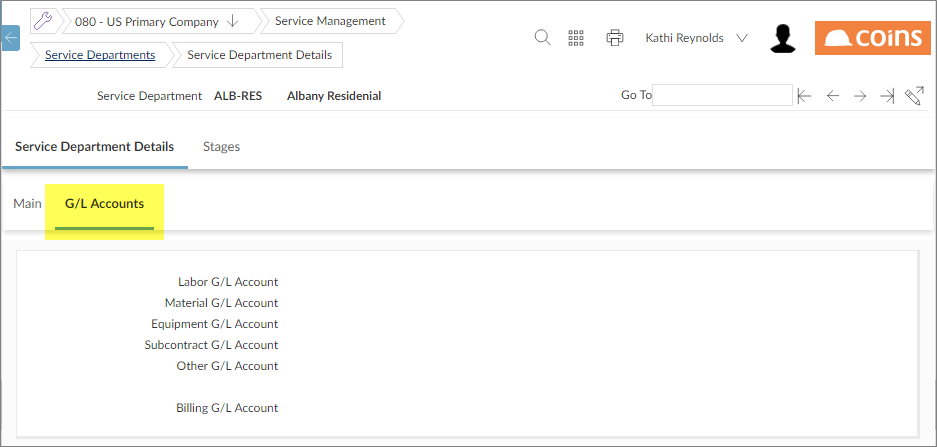 080 - US Primary Company
Service Management
Service Departments
Service Department Details
Kathi Reynolds
coins
Service Department ALB-RES Albany Residenial
Go To
Service Department Details Stages
Main G/L Accounts
Labor G/L Account
Material G/L Account
Equipment G/L Account
Subcontract G/L Account
Other G/L Account
Billing G/L Account